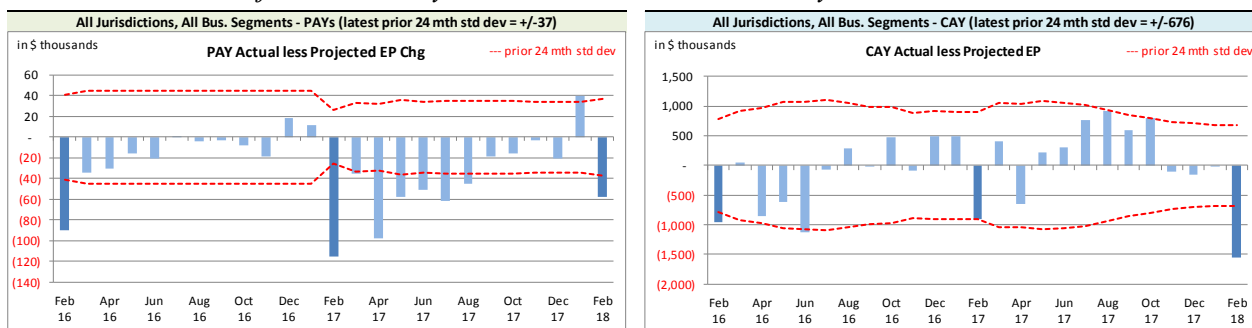 All Jurisdictions, All Bus. Segments - PAYs (latest prior 24 mth std dev = +/-37)
in $ thousands
PAY Actual less Projected EP Chg
--- prior 24 mth std dev
60
40
20
-
(20)
(40)
(60)
(80)
(100)
(120)
(140)
Feb Apr Jun Aug Oct Dec Feb Apr Jun Aug Oct Dec Feb
16 16 16 16 16 16 17 17 17 17 17 17 18
All Jurisdictions, All Bus. Segments - CAY (latest prior 24 mth std dev = +/-676)
in $ thousands
CAY Actual less Projected EP
--- prior 24 mth std dev
1,500
1,000
500
-
(500)
(1,000)
(1,500)
(2,000)
Feb Apr Jun Aug Oct Dec Feb Apr Jun Aug Oct Dec Feb
16 16 16 16 16 16 17 17 17 17 17 17 18